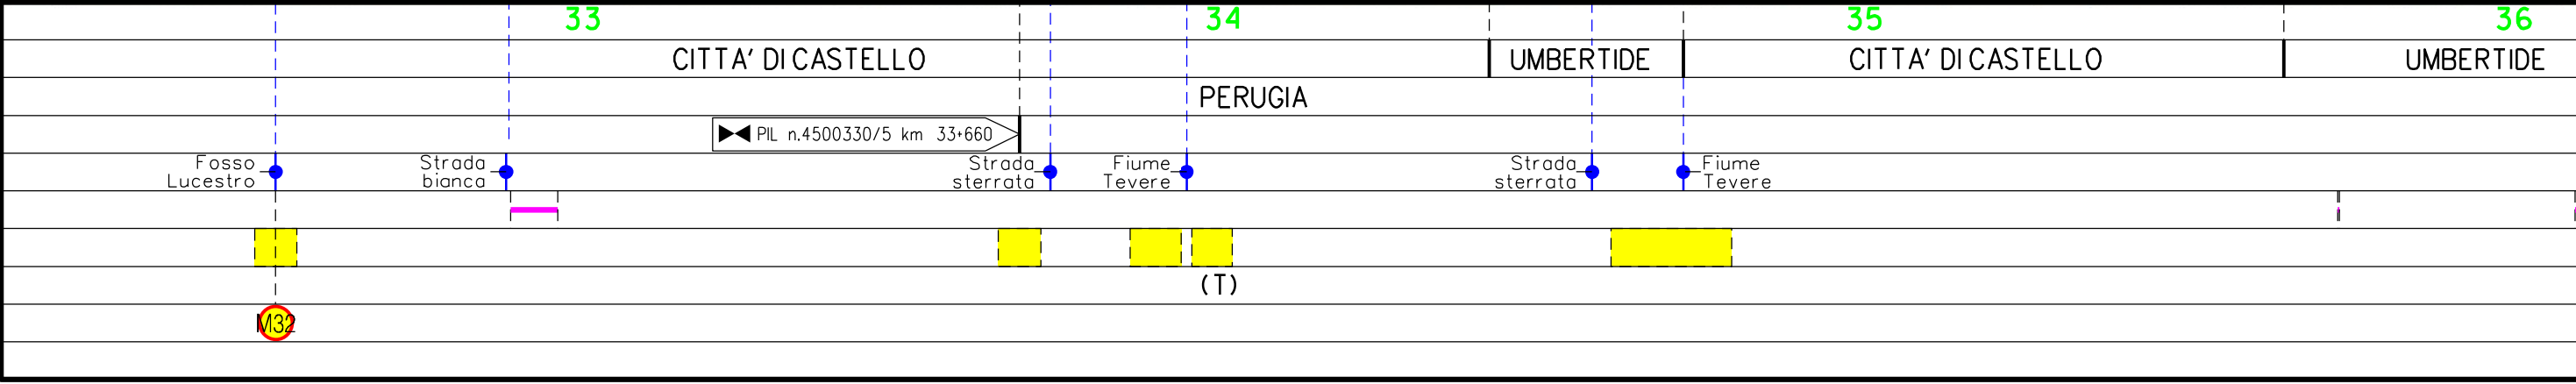 33 34 35 36
CITTA' DI CASTELLO UMBERTIDE CITTA' DI CASTELLO UMBERTIDE
PERUGIA
PIL n.4500330/5 km 33+660
Fosso
Lucestro
Strada
bianca
Strada
sterrata
Fiume
Tevere
Strada
sterrata
Fiume
Tevere
(T)
M32